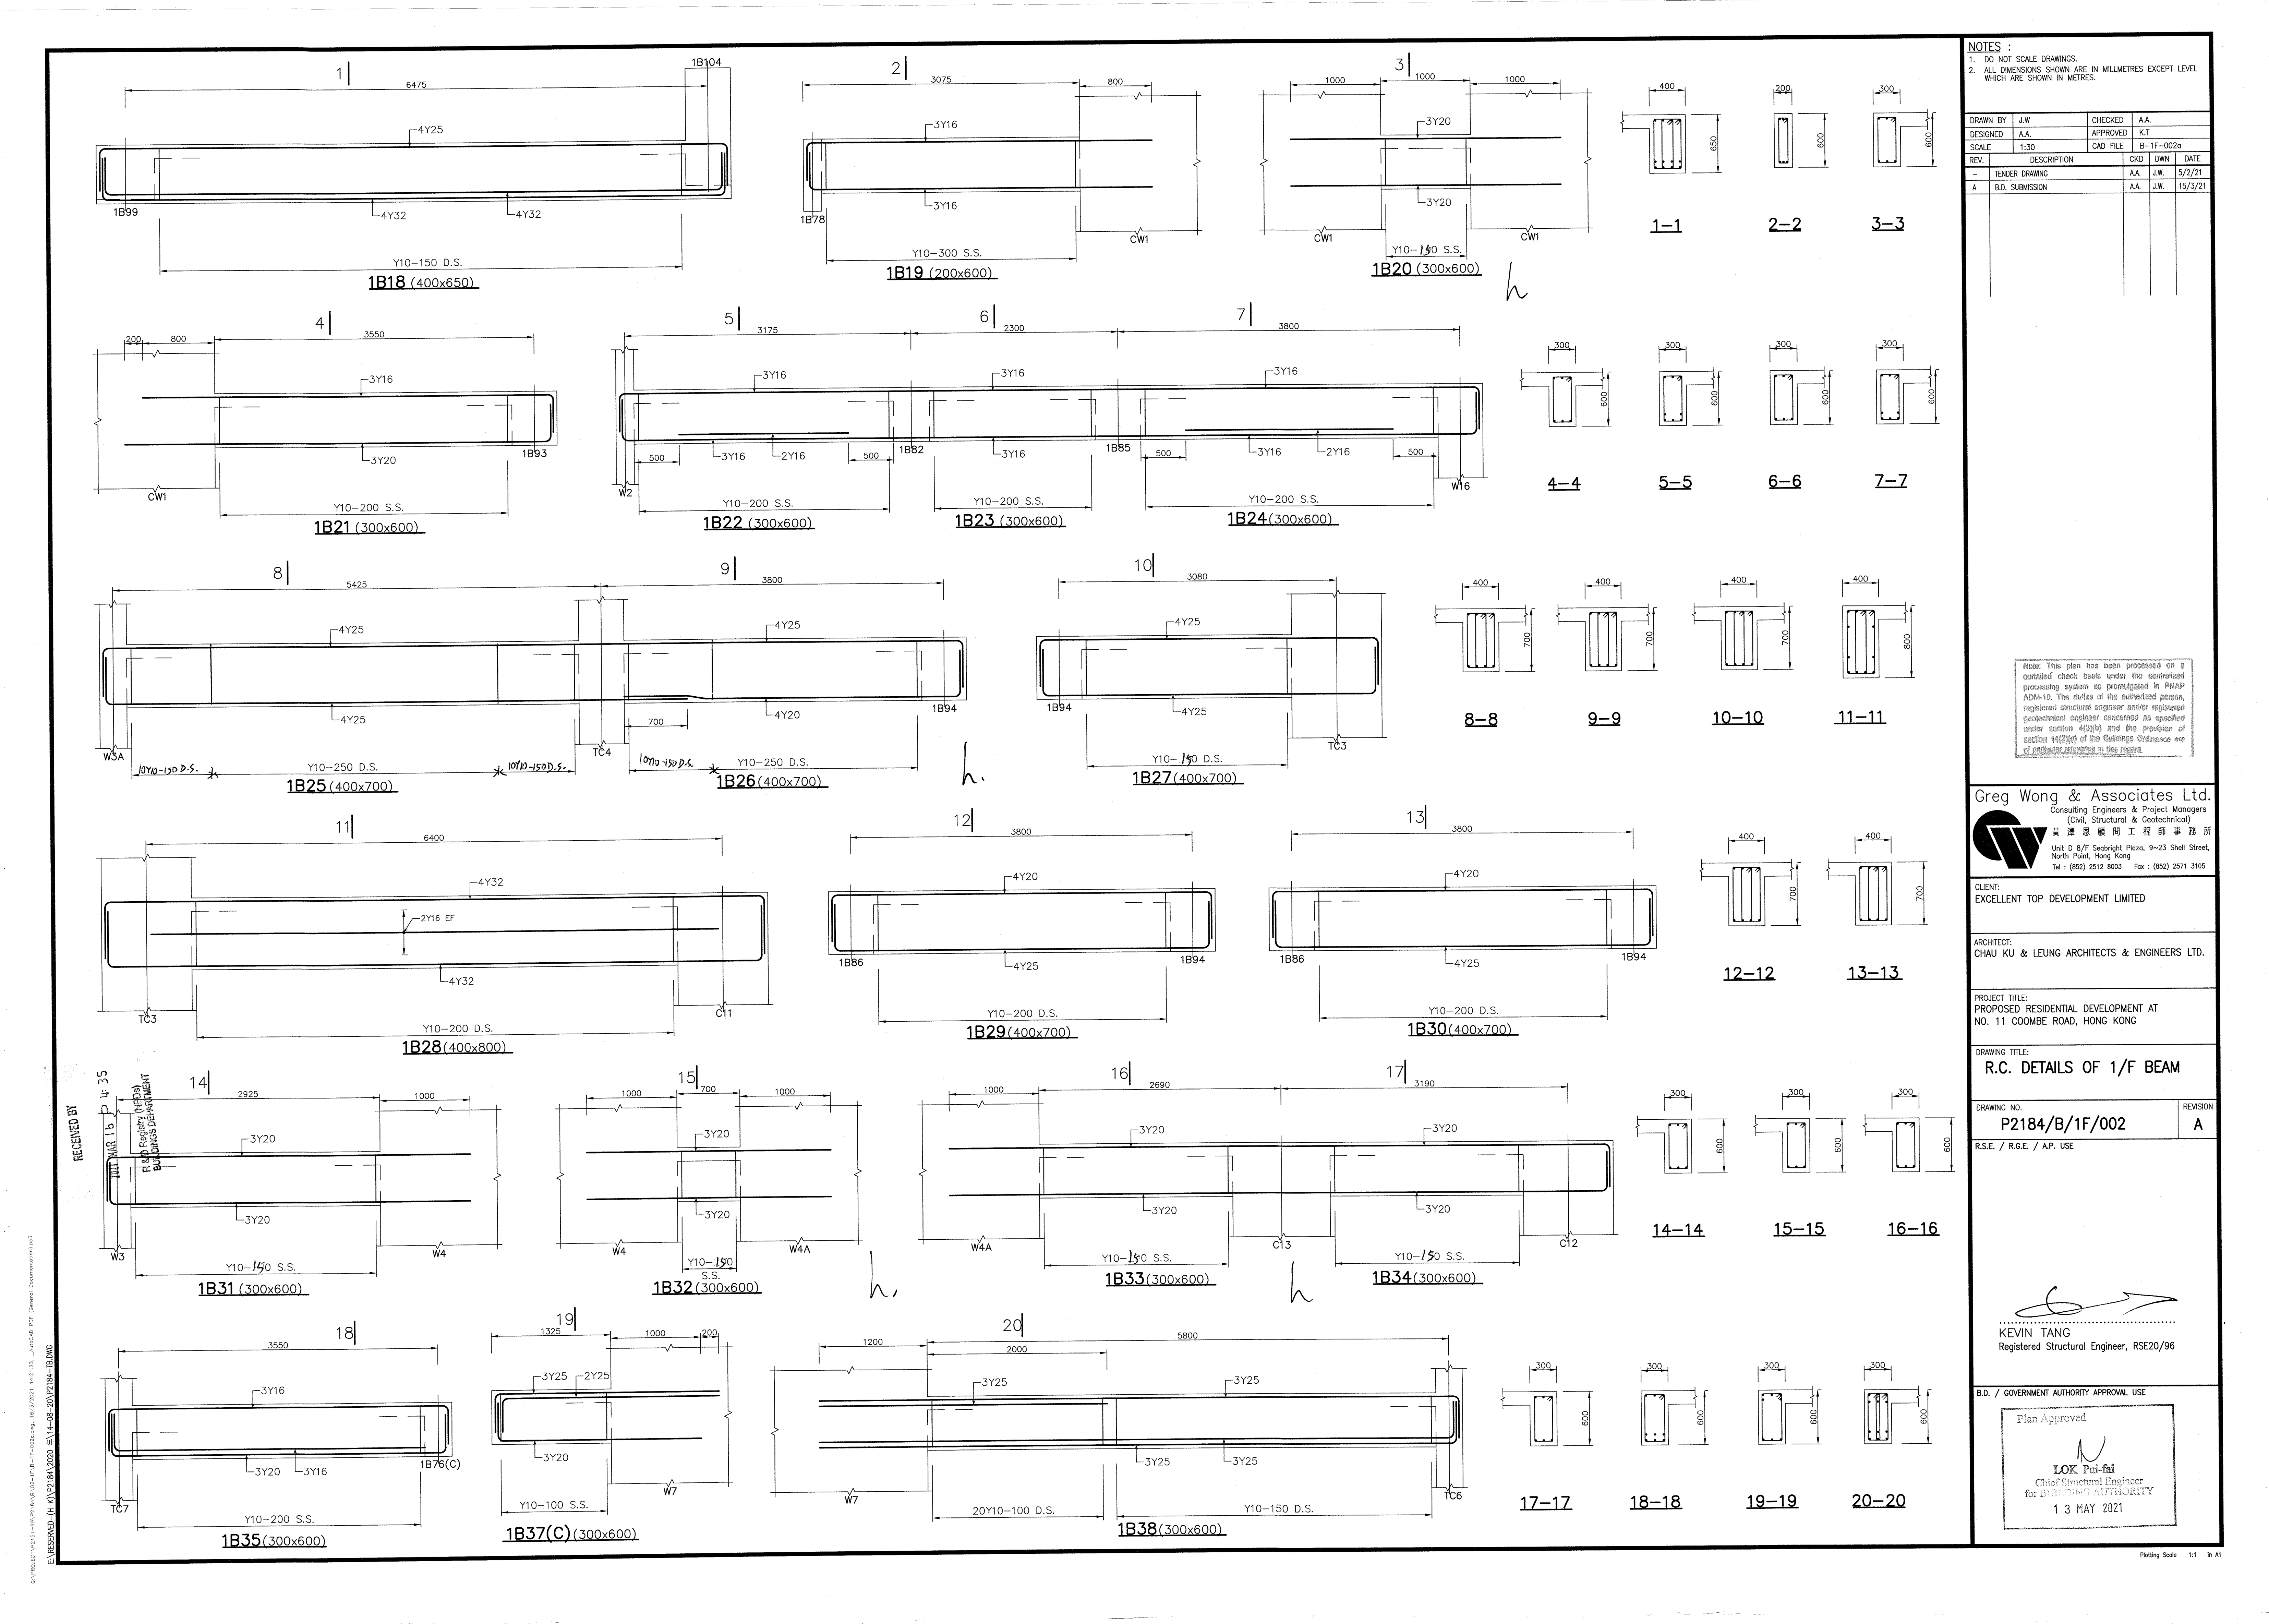 1
1B104
6475
4Y25
1B99
4Y32
4Y32
Y10-150 D.S.
1B18 (400x650)
2
3075
800
3Y16
3Y16
1B78
CW1
Y10-300 S.S.
1B19 (200x600)
3
1000
1000
1000
3Y20
3Y20
CW1
CW1
Y10-150 S.S.
1B20 (300x600)
h
400
650
1-1
200
600
2-2
300
600
3-3
4
200
800
3550
3Y16
3Y20
1B93
CW1
Y10-200 S.S.
1B21 (300x600)
5
6
7
3175
2300
3800
3Y16
3Y16
3Y16
500
3Y16
2Y16
500
1B82
3Y16
1B85
500
3Y16
2Y16
500
W2
W16
Y10-200 S.S.
Y10-200 S.S.
Y10-200 S.S.
1B22 (300x600)
1B23 (300x600)
1B24(300x600)
300
600
4-4
300
600
5-5
300
600
6-6
300
600
7-7
8
9
5425
3800
4Y25
4Y25
4Y25
700
4Y20
1B94
W3A
TC4
10Y10-150 D.S.
Y10-250 D.S.
10Y10-150 D.S.
10Y10-150 D.S.
Y10-250 D.S.
1B25(400x700)
1B26(400x700)
h.
10
3080
4Y25
1B94
4Y25
TC3
Y10-150 D.S.
1B27(400x700)
400
700
8-8
400
700
9-9
400
700
10-10
400
800
11-11
11
6400
4Y32
2Y16 EF
4Y32
TC3
C11
Y10-200 D.S.
1B28(400x800)
12
3800
4Y20
1B86
4Y25
1B94
Y10-200 D.S.
1B29(400x700)
13
3800
4Y20
1B86
4Y25
1B94
Y10-200 D.S.
1B30(400x700)
400
700
12-12
400
700
13-13
RECEIVED BY
MAR 16 P 4: 35
R & D Registry (NBDs)
BUILDINGS DEPARTMENT
14
2925
1000
3Y20
3Y20
W3
W4
Y10-150 S.S.
1B31(300x600)
15
1000
700
1000
3Y20
3Y20
W4
W4A
Y10-150
S.S.
1B32(300x600)
h.
16
17
1000
2690
3190
3Y20
3Y20
3Y20
3Y20
W4A
C13
C12
Y10-150 S.S.
Y10-150 S.S.
1B33(300x600)
1B34(300x600)
h
300
600
14-14
300
600
15-15
300
600
16-16
18
3550
3Y16
3Y20
3Y16
1B76(C)
TC7
Y10-200 S.S.
1B35(300x600)
19
1325
1000
200
3Y25
2Y25
3Y20
W7
Y10-100 S.S.
1B37(C)(300x600)
20
1200
5800
2000
3Y25
3Y25
3Y25
3Y25
W7
TC6
20Y10-100 D.S.
Y10-150 D.S.
1B38(300x600)
300
600
17-17
300
600
18-18
300
600
19-19
300
600
20-20
E:\RESERVED-(H K)\P2184\2020 年\14-08-20\P2184-TB.DWG
NOTES :
1. DO NOT SCALE DRAWINGS.
2. ALL DIMENSIONS SHOWN ARE IN MILLMETRES EXCEPT LEVEL
WHICH ARE SHOWN IN METRES.
DRAWN BY J.W CHECKED A.A.
DESIGNED A.A. APPROVED K.T
SCALE 1:30 CAD FILE B-1F-002a
REV. DESCRIPTION CKD DWN DATE
- TENDER DRAWING A.A. J.W. 5/2/21
A B.D. SUBMISSION A.A. J.W. 15/3/21
Note: This plan has been processed on a
curtailed check basis under the centralized
processing system as promulgated in PNAP
ADM-19. The duties of the authorized person,
registered structural engineer and/or registered
geotechnical engineer concerned as specified
under section 4(3)(b) and the provision of
section 14(2)(c) of the Buildings Ordinance are
of particular relevance in this regard.
Greg Wong & Associates Ltd.
Consulting Engineers & Project Managers
(Civil, Structural & Geotechnical)
黃 澤 恩 顧 問 工 程 師 事 務 所
Unit D 8/F Seabright Plaza, 9~23 Shell Street,
North Point, Hong Kong
Tel : (852) 2512 8003 Fax : (852) 2571 3105
CLIENT:
EXCELLENT TOP DEVELOPMENT LIMITED
ARCHITECT:
CHAU KU & LEUNG ARCHITECTS & ENGINEERS LTD.
PROJECT TITLE:
PROPOSED RESIDENTIAL DEVELOPMENT AT
NO. 11 COOMBE ROAD, HONG KONG
DRAWING TITLE:
R.C. DETAILS OF 1/F BEAM
DRAWING NO.
REVISION
P2184/B/1F/002
A
R.S.E. / R.G.E. / A.P. USE
KEVIN TANG
Registered Structural Engineer, RSE20/96
B.D. / GOVERNMENT AUTHORITY APPROVAL USE
Plan Approved
LOK Pui-fai
Chief Structural Engineer
for BUILDING AUTHORITY
13 MAY 2021
Plotting Scale 1:1 in A1